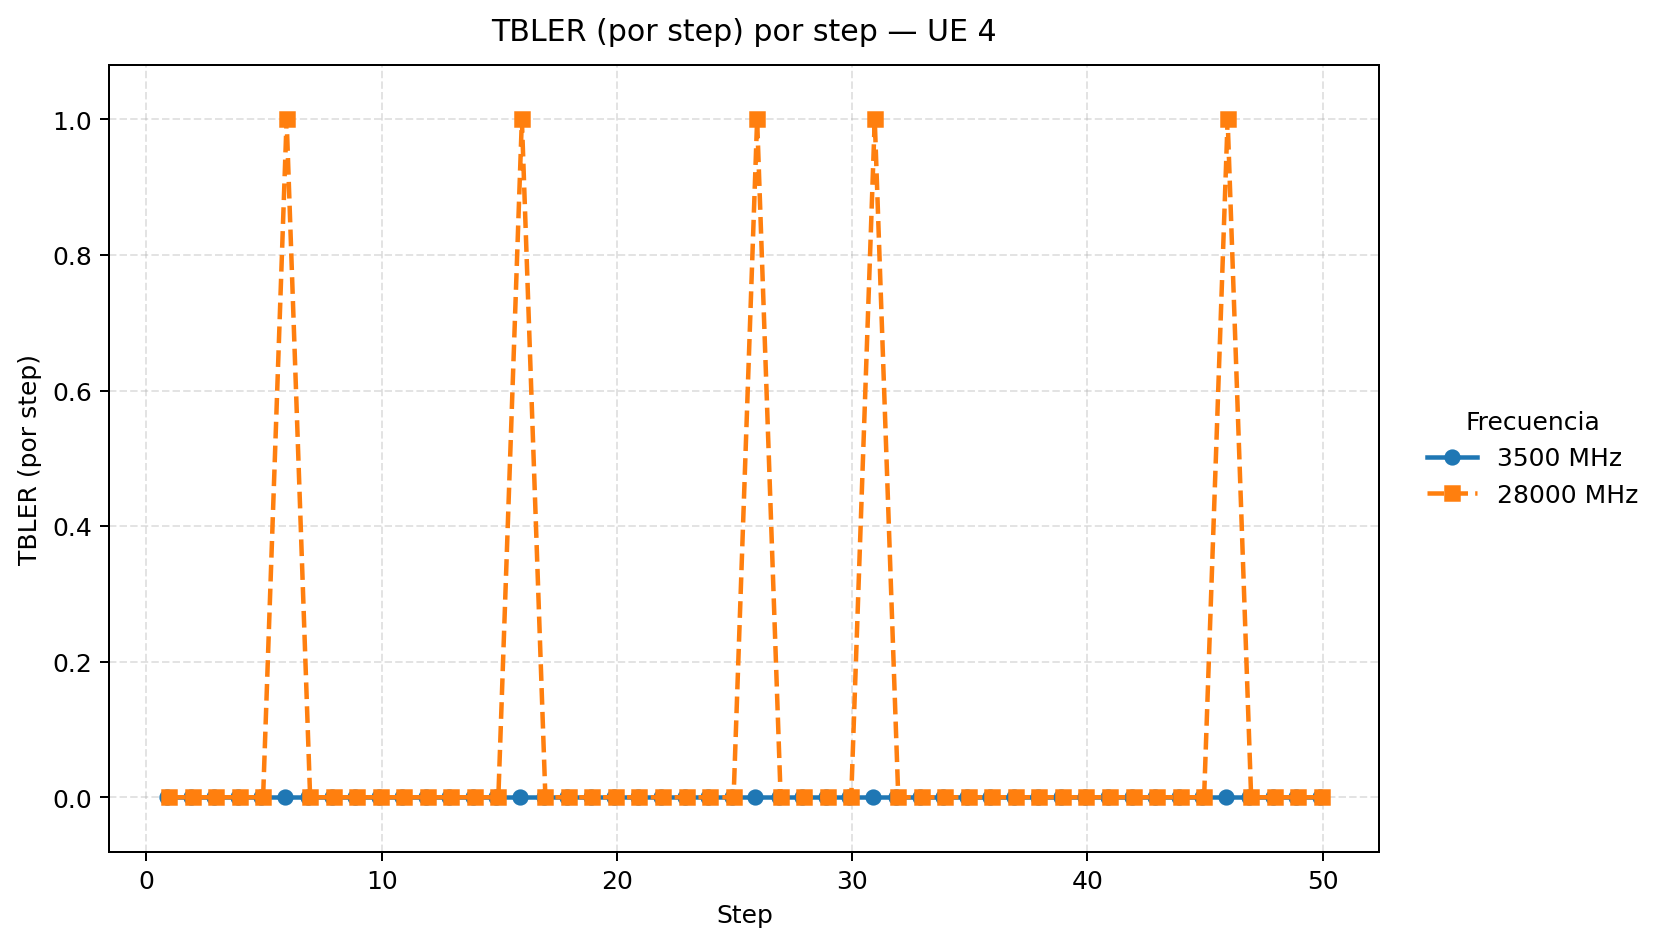 TBLER (por step) por step — UE 4
TBLER (por step)
1.0
0.8
0.6
0.4
0.2
0.0
0 10 20 30 40 50
Step
Frecuencia
3500 MHz
28000 MHz